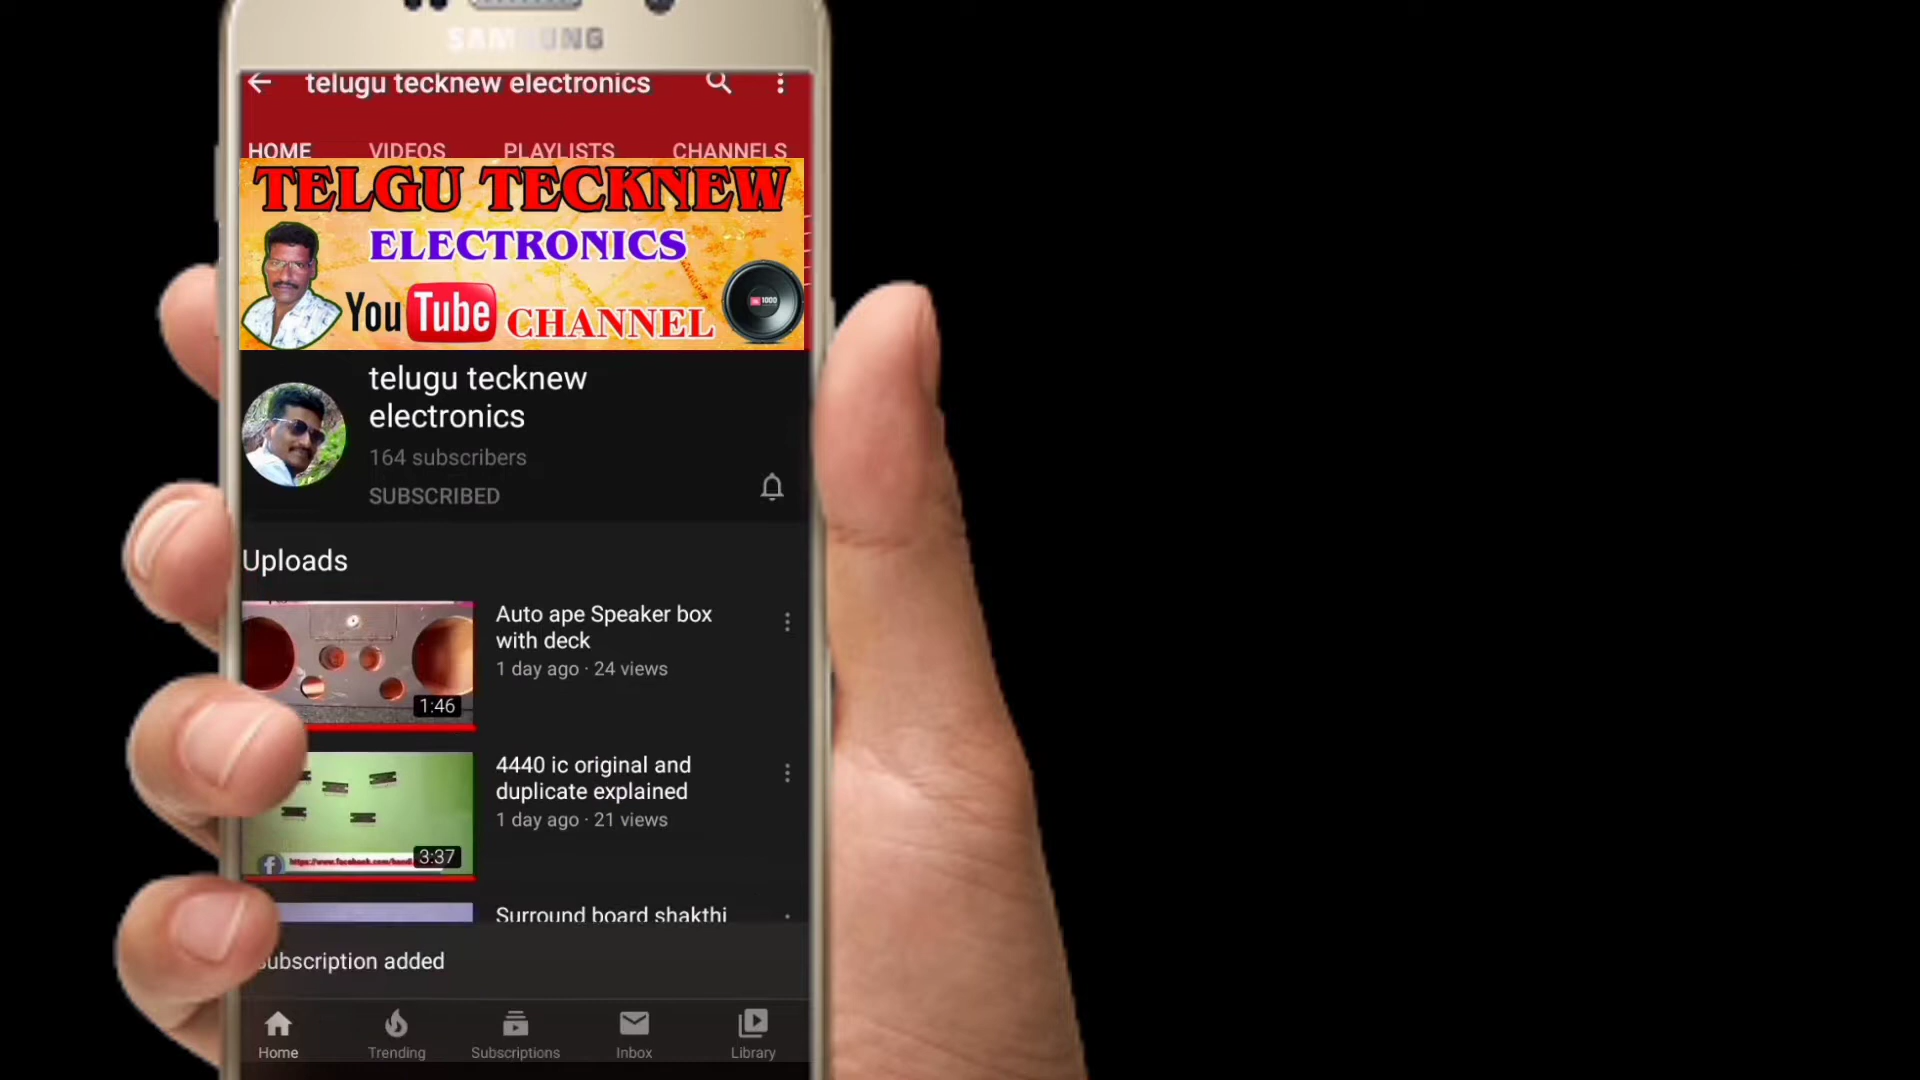 SAMSUNG
telugu tecknew electronics
HOME VIDEOS PLAYLISTS CHANNELS
TELGU TECKNEW
ELECTRONICS
YouTube CHANNEL
1000
telugu tecknew
electronics
164 subscribers
SUBSCRIBED
Uploads
Auto ape Speaker box
with deck
1 day ago · 24 views
1:46
4440 ic original and
duplicate explained
1 day ago · 21 views
3:37
Surround board shakthi
ubscription added
Home Trending Subscriptions Inbox Library